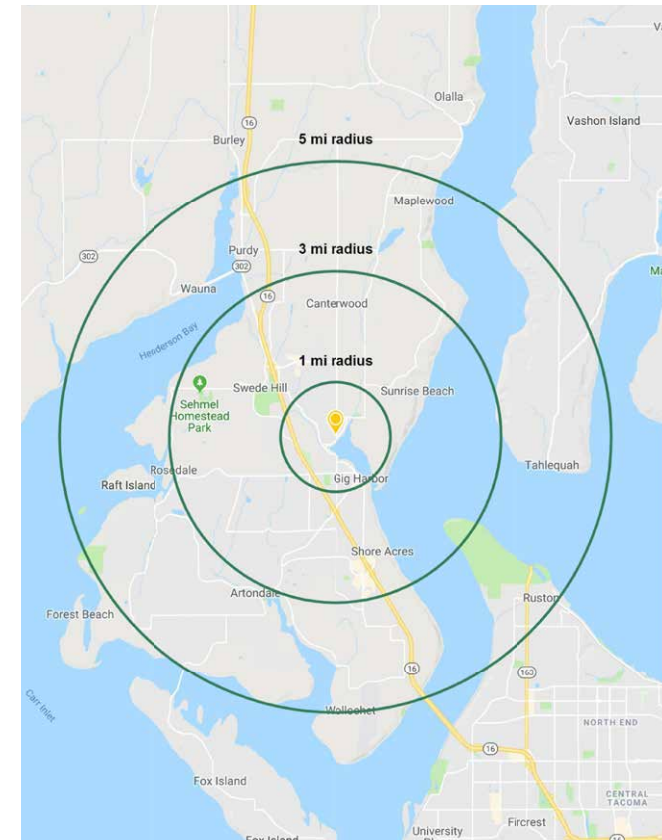 V
Olalla
16
Vashon Island
Burley
5 mi radius
Maplewood
3 mi radius
Purdy
302
302
Ma
Wauna
16
Canterwood
Henderson Bay
1 mi radius
Swede Hill
Sunrise Beach
Sehmel
Homestead
Park
Rosedale
Tahlequah
Gig Harbor
Raft Island
Shore Acres
Artondale
Ruston
Forest Beach
16
163
Wollochet
Carr Inlet
NORTH END
16
Fox Island
CENTRAL
TACOMA
Fircrest
University
Fox Island
16